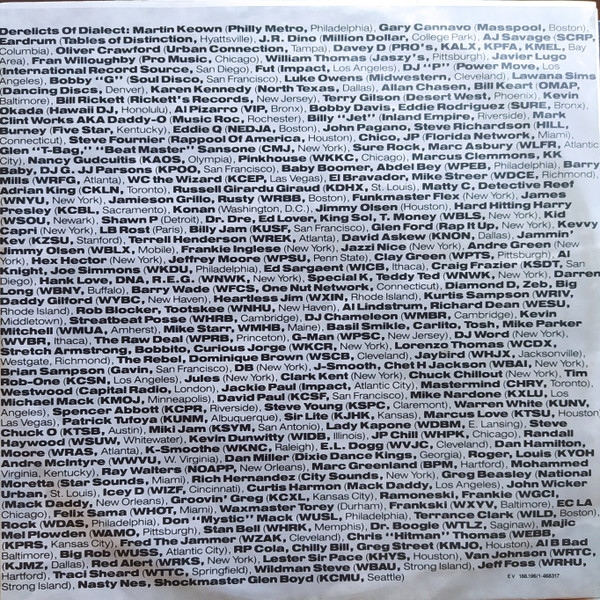 Derelicts Of Dialect: Martin Keown (Philly Metro, Philadelphia), Gary Cannavo (Masspool, Boston),
Eardrum (Tables of Distinction, Hyattsville), J.R. Dino (Million Dollar, College Park), AJ Savage (SCRP,
Columbia), Oliver Crawford (Urban Connection, Tampa), Davey D (PRO's, KALX, KPFA, KMEL, Bay
Area), Fran Willoughby (Pro Music, Chicago), William Thomas (Jaszy's, Pittsburgh), Javier Lugo
(International Record Source, San Diego), Fut (Impact, Los Angeles), DJ "P" (Power Move, Los
Angeles), Bobby "G" (Soul Disco, San Francisco), Luke Owens (Midwestern, Cleveland), Lawana Sims
(Dancing Discs, Denver), Karen Kennedy (North Texas, Dallas), Allan Chasen, Bill Keart (OMAP,
Baltimore), Bill Rickett (Rickett's Records, New Jersey), Terry Gilson (Desert West, Phoenix), Kevin
Okada (Hawaii DJ, Honolulu), Al Pizarro (VIP, Bronx), Bobby Davis, Eddie Rodriguez (SURE, Bronx),
Clint Works AKA Daddy-O (Music Roc, Rochester), Billy "Jet" (Inland Empire, Riverside), Mark
Burney (Five Star, Kentucky), Eddie Q (NEDJA, Boston), John Pagano, Steve Richardson (HILL,
Connecticut), Steve Fournier (Rappool Of America, Houston), Chico, JF (Florida Network, Miami),
Glen "T-Bag," "Beat Master" Sansone (CMJ, New York), Sure Rock, Marc Asbury (WLFR, Atlantic
City), Nancy Gudcuitis (KAOS, Olympia), Pinkhouse (WKKC, Chicago), Marcus Clemmons, KK
Baby, DJ G. JJ Parsons (KPOO, San Francisco), Baby Boomer, Abdel Bey (WPEB, Philadelphia), Barry
Mills (WRFG, Atlanta), WC the Wizard (KCEP, Las Vegas), El Bravador, Mike Streer (WDCE, Richmond),
Adrian King (CKLN, Toronto), Russell Girardu Giraud (KDHX, St. Louis), Matty C, Detective Reef
(WNYU, New York), Jamieson Grillo, Rusty (WRBB, Boston), Funkmaster Flex (New York), James
Presley (KCBL, Sacramento), Konan (Washington, D.C.), Jimmy Olsen (Houston), Hard Hitting Harry
(WSOU, Newark), Shawn P (Detroit), Dr. Dre, Ed Lover, King Sol, T. Money (WBLS, New York), Kid
Capri (New York), LB Rost (Paris), Billy Jam (KUSF, San Francisco), Glen Ford (Rap It Up, New York), Kevvy
Kev (KZSU, Stanford), Terrell Henderson (WREK, Atlanta), David Askew (KNON, Dallas), Jammin'
Jimmy Olsen (WBLX, Mobile), Frankie Inglese (New York), Jazzi Nice (New York), Andre Green (New
York), Hex Hector (New York), Jeffrey Moore (WPSU, Penn State), Clay Green (WPTS, Pittsburgh), Al
Knight, Joe Simmons (WKDU, Philadelphia), Ed Sargent (WICB, Ithaca), Craig Frazier (KSDT, San
Diego), Hank Love, DNA, R.E.G. (WNWK, New York), Special K, Teddy Ted (WNWK, New York), Darren
Long (WBNY, Buffalo), Barry Wade (WFCS, One Nut Network, Connecticut), Diamond D, Zeb, Big
Daddy Gilford (WYBC, New Haven), Heartless Jim (WXIN, Rhode Island), Kurtis Sampson (WRIV,
Rhode Island), Rob Blocker, Tootskee (WNHU, New Haven), Al Lindstrum, Richard Dean (WESU,
Middletown), Streatbeat Posse (WHRB, Cambridge), DJ Chameleon (WMBR, Cambridge), Kevin
Mitchell (WMUA, Amherst), Mike Starr, WMHB, Maine), Basil Smikle, Carlito, Tosh, Mike Parker
(WVBR, Ithaca), The Raw Deal (WPRB, Princeton), G-Man (WPSC, New Jersey), DJ Word (New York),
Stretch Armstrong, Bobbito, Curious Jorge (WKCR, New York), Lorenzo Thomas (WCDX,
Westgate, Richmond), The Rebel, Dominique Brown (WSCB, Cleveland), Jaybird (WHJX, Jacksonville),
Brian Sampson (Gavin, San Francisco), DB (New York), J-Smooth, Chet H Jackson (WBAI, New York),
Rob-One (KCSN, Los Angeles), Jules (New York), Clark Kent (New York), Chuck Chillout (New York), Tim
Westwood (Capital Radio, London), Jackie Paul (Impact, Atlantic City), Mastermind (CHRY, Toronto),
Michael Mack (KMOJ, Minneapolis), David Paul (KCSF, San Francisco), Mike Nardone (KXLU, Los
Angeles), Spencer Abbott (KCPR, Riverside), Steve Young (KSPC, Claremont), Warren White (KUNV,
Las Vegas), Patrick Tufoya (KUNM, Albuquerque), Sir Lite (KJHK, Kansas), Marcus Love (KTSU, Houston),
Chuck O (KTSB, Austin), Miki Jam (KSYM, San Antonio), Lady Kapon (WDBM, E. Lansing), Steve
Haywood (WSUW, Whitewater), Kevin Dunwitty (WIDB, Illinois), JP Chill (WHPK, Chicago), Randall
Moore (WRAS, Atlanta), K-Smoothe (WKNC, Raleigh), E.L. Dogg (WVJC, Cleveland), Dan Hamilton,
Andre McIntyre (WVVU, W. Virginia), Dan Miller (Dixie Dance Kings, Georgia), Roger, Louis (KYOH
Virginia, Kentucky), Ray Walters (NOAPP, New Orleans), Marc Greenland (BPM, Hartford), Mohammed
Moretta (Star Sounds, Miami), Rich Hernandez (City Sounds, New York), Greg Beasley (National
Urban, St. Louis), Icey D (WIZF, Cincinnati), Curtis Harmon (Mack Daddy, Los Angeles), John Wicker
(Mack Daddy, New Orleans), Groovin' Greg (KCXL, Kansas City), Ramoneski, Frankie (WGCI,
Chicago), Felix Sama (WHOT, Miami), Waxmaster Torey (Durham), Frankski (WXYV, Baltimore), EC LA
Rock (WDAS, Philadelphia), Don "Mystic" Mack (WUSL, Philadelphia), Terrance Clark (WILD, Boston),
Mel Plowden (WAMO, Pittsburgh), Stan Bell (WHRK, Memphis), Dr. Boogie (WTLZ, Saginaw), Majic
(KPRS, Kansas City), Fred The Jammer (WZAK, Cleveland), Chris "Hitman" Thomas (WEBB,
Baltimore), Big Rob (WUSS, Atlantic City), RP Cola, Chilly Bill, Greg Street (KMJO, Houston), Al B Bad
(KJMZ, Dallas), Red Alert (WRKS, New York), Lester Sir Pace (KHYS, Houston), Van Johnson (WRTC,
Hartford), Traci Sheard (WTTC, Springfield), Wildman Steve (WBAU, Strong Island), Jeff Foss (WRHU,
Strong Island), Nasty Nes, Shockmaster Glen Boyd (KCMU, Seattle)